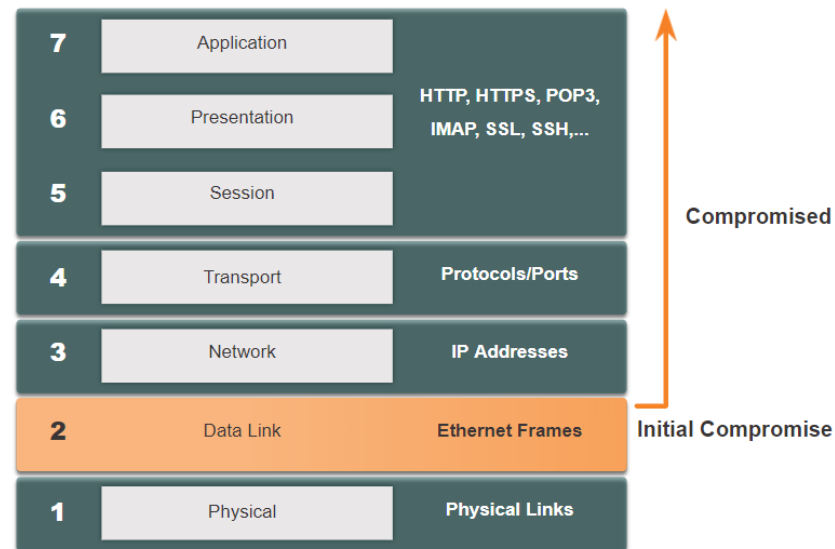 7 Application
HTTP, HTTPS, POP3,
6 Presentation
IMAP, SSL, SSH,...
5 Session
Compromised
4 Transport Protocols/Ports
3 Network IP Addresses
2 Data Link Ethernet Frames Initial Compromise
1 Physical Physical Links